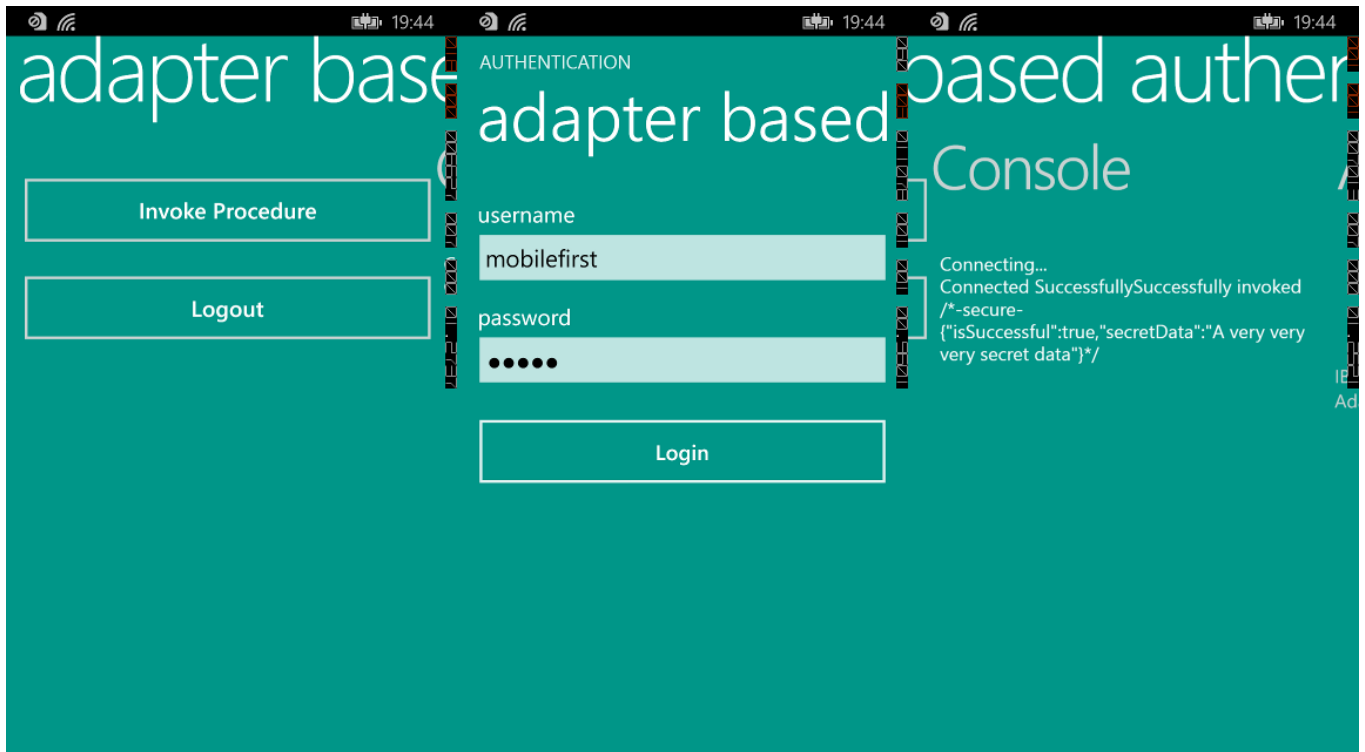 19:44
adapter base
Invoke Procedure
Logout
19:44
AUTHENTICATION
adapter based
username
mobilefirst
password
●●●●●
Login
19:44
based auther
Console
Connecting...
Connected SuccessfullySuccessfully invoked
/*-secure-
{"isSuccessful":true,"secretData":"A very very
very secret data"}*/